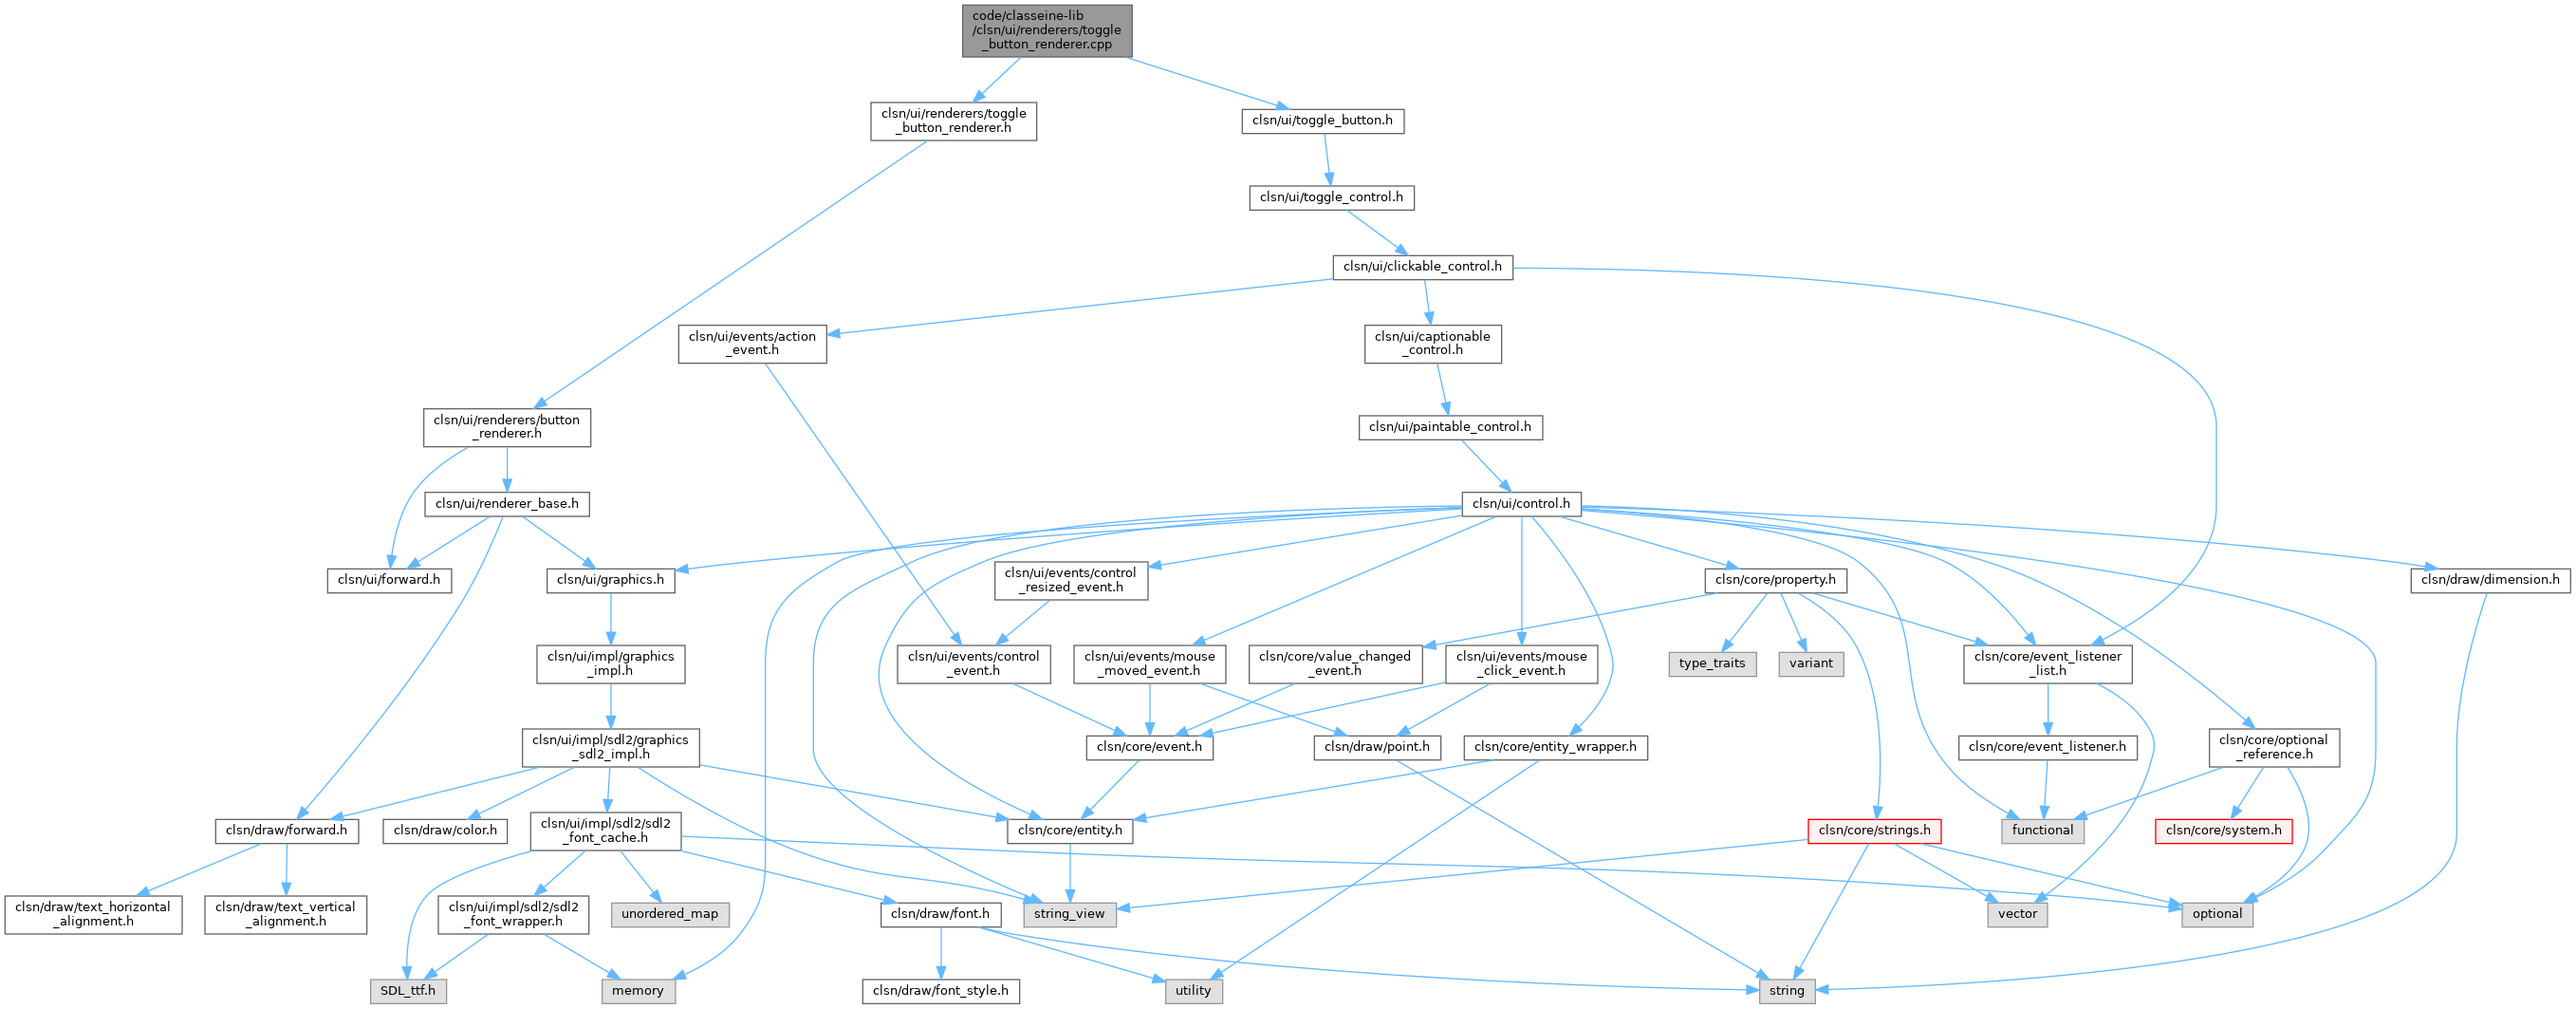 code/classeine-lib
/clsn/ui/renderers/toggle
_button_renderer.cpp
clsn/ui/renderers/toggle
_button_renderer.h
clsn/ui/toggle_button.h
clsn/ui/toggle_control.h
clsn/ui/clickable_control.h
clsn/ui/events/action
_event.h
clsn/ui/captionable
_control.h
clsn/ui/renderers/button
_renderer.h
clsn/ui/paintable_control.h
clsn/ui/renderer_base.h
clsn/ui/control.h
clsn/ui/forward.h
clsn/ui/graphics.h
clsn/ui/events/control
_resized_event.h
clsn/core/property.h
clsn/draw/dimension.h
clsn/ui/impl/graphics
_impl.h
clsn/ui/events/control
_event.h
clsn/ui/events/mouse
_moved_event.h
clsn/core/value_changed
_event.h
clsn/ui/events/mouse
_click_event.h
type_traits
variant
clsn/core/event_listener
_list.h
clsn/ui/impl/sdl2/graphics
_sdl2_impl.h
clsn/core/event.h
clsn/draw/point.h
clsn/core/entity_wrapper.h
clsn/core/event_listener.h
clsn/core/optional
_reference.h
clsn/draw/forward.h
clsn/draw/color.h
clsn/ui/impl/sdl2/sdl2
_font_cache.h
clsn/core/entity.h
clsn/core/strings.h
functional
clsn/core/system.h
clsn/draw/text_horizontal
_alignment.h
clsn/draw/text_vertical
_alignment.h
clsn/ui/impl/sdl2/sdl2
_font_wrapper.h
unordered_map
clsn/draw/font.h
string_view
vector
optional
SDL_ttf.h
memory
clsn/draw/font_style.h
utility
string